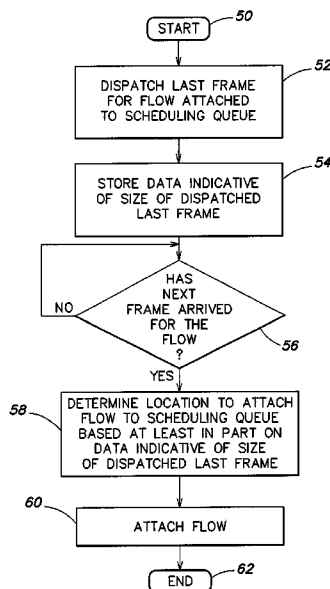 50
START
52
DISPATCH LAST FRAME
FOR FLOW ATTACHED
TO SCHEDULING QUEUE
54
STORE DATA INDICATIVE
OF SIZE OF DISPATCHED
LAST FRAME
HAS
NEXT
FRAME ARRIVED
FOR THE
FLOW
?
NO
56
YES
58
DETERMINE LOCATION TO ATTACH
FLOW TO SCHEDULING QUEUE
BASED AT LEAST IN PART ON
DATA INDICATIVE OF SIZE
OF DISPATCHED LAST FRAME
60
ATTACH FLOW
END
62